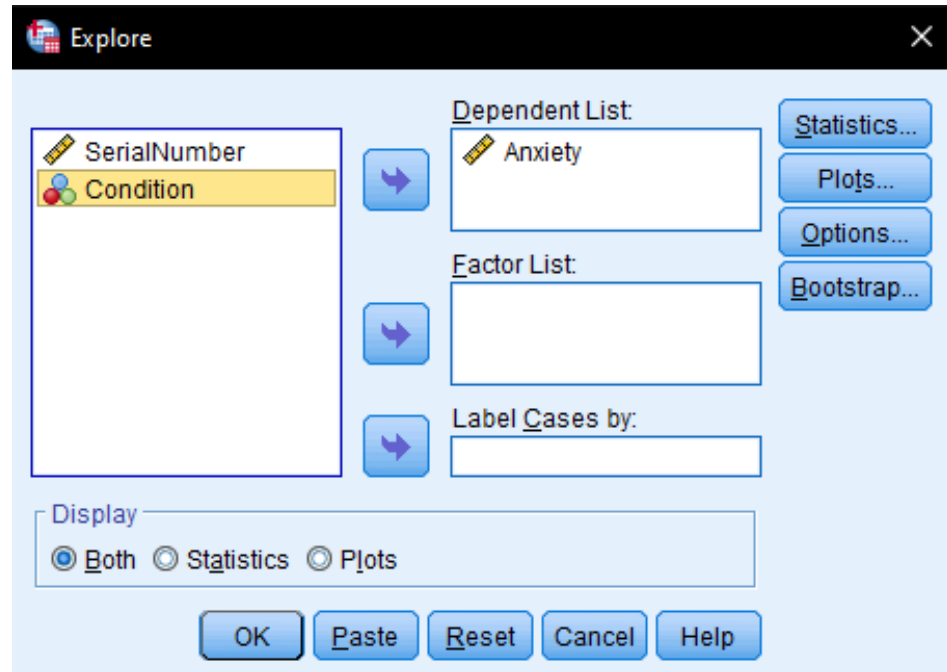 Explore
SerialNumber
Condition
Dependent List:
Anxiety
Factor List:
Label Cases by:
Statistics...
Plots...
Options...
Bootstrap...
Display
Both Statistics Plots
OK Paste Reset Cancel Help